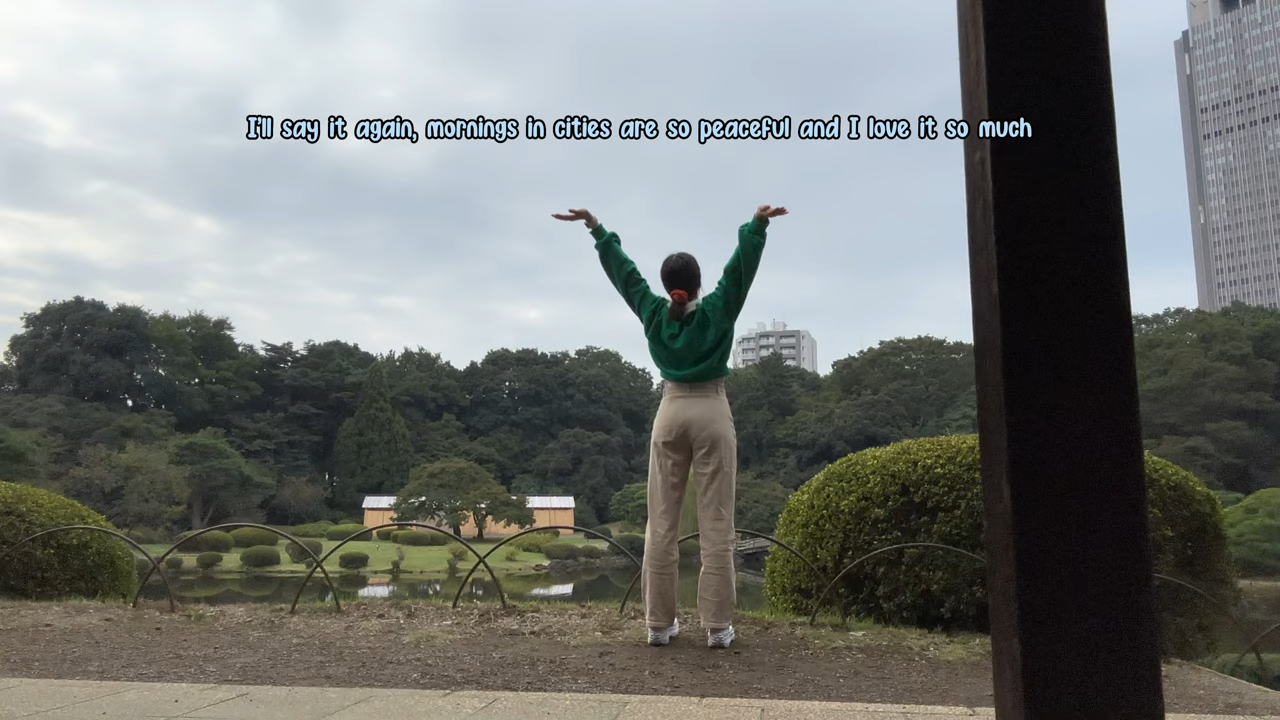 I'll say it again, mornings in cities are so peaceful and I love it so much